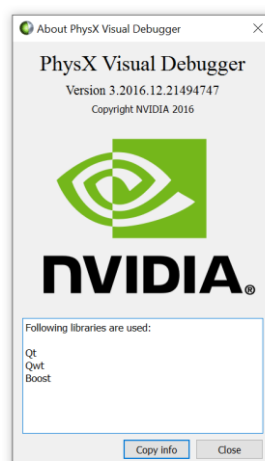 About PhysX Visual Debugger
PhysX Visual Debugger
Version 3.2016.12.21494747
Copyright NVIDIA 2016
NVIDIA®
Following libraries are used:
Qt
Qwt
Boost
Copy info
Close